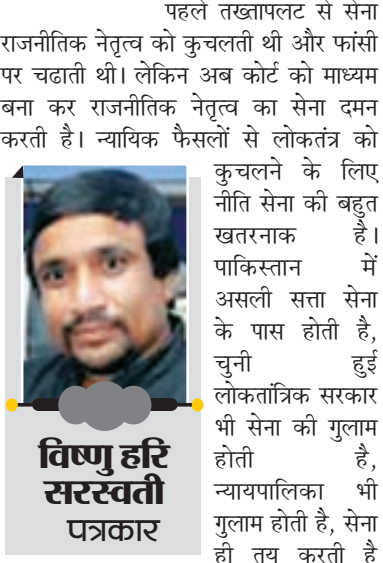 पहले तख्तापलट से सेना
राजनीतिक नेतृत्व को कुचलती थी और फांसी
पर चढाती थी। लेकिन अब कोर्ट को माध्यम
बना कर राजनीतिक नेतृत्व का सेना दमन
करती है। न्यायिक फैसलों से लोकतंत्र को
कुचलने के लिए
नीति सेना की बहुत
खतरनाक है।
पाकिस्तान में
असली सत्ता सेना
के पास होती है,
चुनी हुई
लोकतांत्रिक सरकार
भी सेना की गुलाम
होती है,
न्यायपालिका भी
गुलाम होती है, सेना
ही तय करती है
विष्णु हरि
सरस्वती
पत्रकार